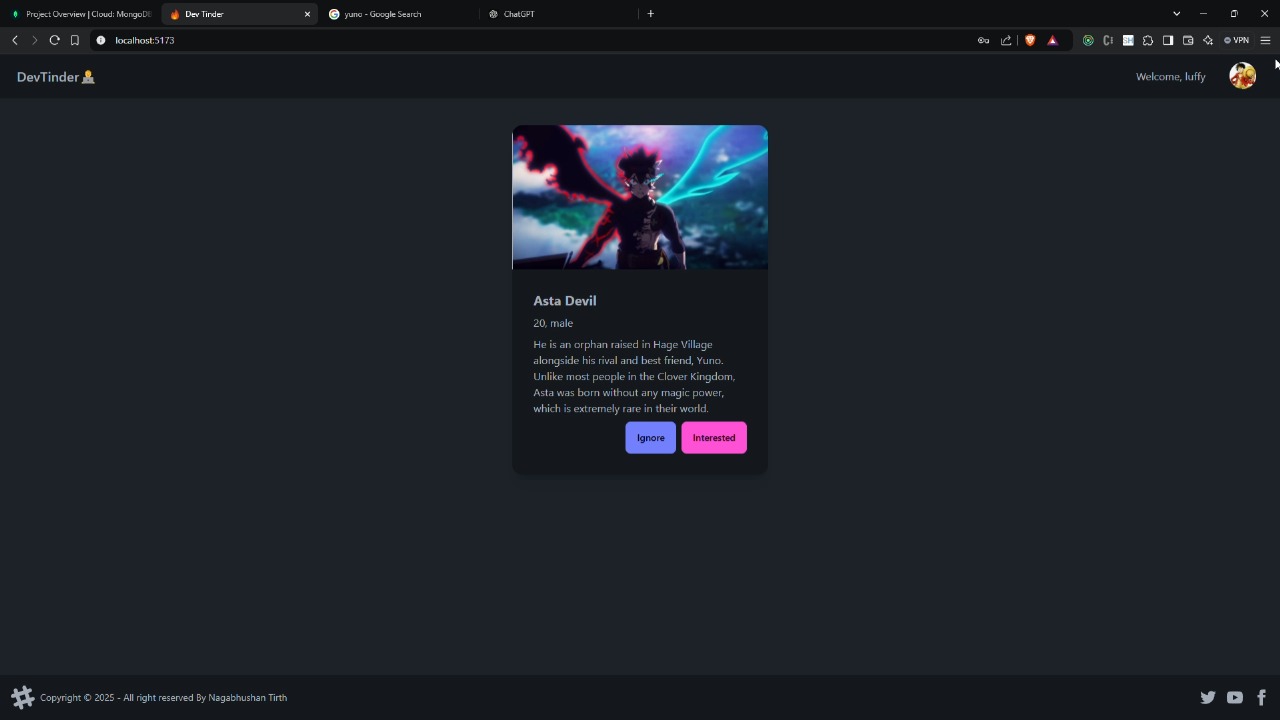 Project Overview | Cloud: MongoDB
Dev Tinder
yuno - Google Search
ChatGPT
localhost:5173
VPN
DevTinder
Welcome, luffy
Asta Devil
20, male
He is an orphan raised in Hage Village
alongside his rival and best friend, Yuno.
Unlike most people in the Clover Kingdom,
Asta was born without any magic power,
which is extremely rare in their world.
Ignore
Interested
Copyright © 2025 - All right reserved By Nagabhushan Tirth